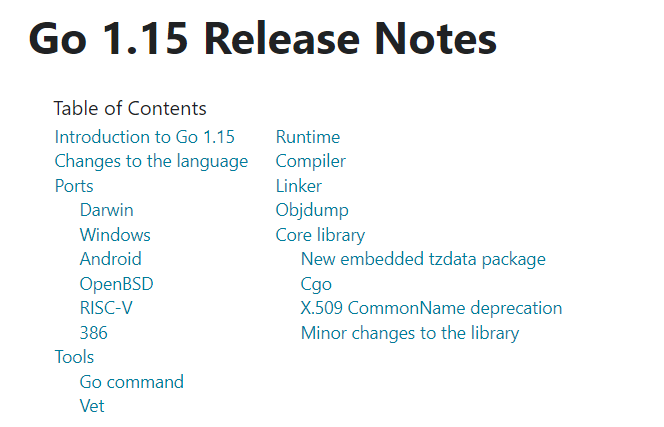 Go 1.15 Release Notes
Table of Contents
Introduction to Go 1.15
Changes to the language
Ports
Darwin
Windows
Android
OpenBSD
RISC-V
386
Tools
Go command
Vet
Runtime
Compiler
Linker
Objdump
Core library
New embedded tzdata package
Cgo
X.509 CommonName deprecation
Minor changes to the library